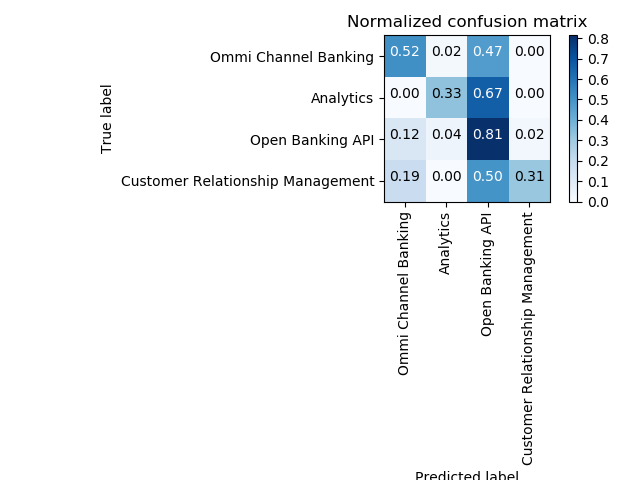 Normalized confusion matrix
True label
Ommi Channel Banking 0.52 0.02 0.47 0.00
Analytics 0.00 0.33 0.67 0.00
Open Banking API 0.12 0.04 0.81 0.02
Customer Relationship Management 0.19 0.00 0.50 0.31
Ommi Channel Banking
Analytics
Open Banking API
Customer Relationship Management
Predicted label
0.8
0.7
0.6
0.5
0.4
0.3
0.2
0.1
0.0